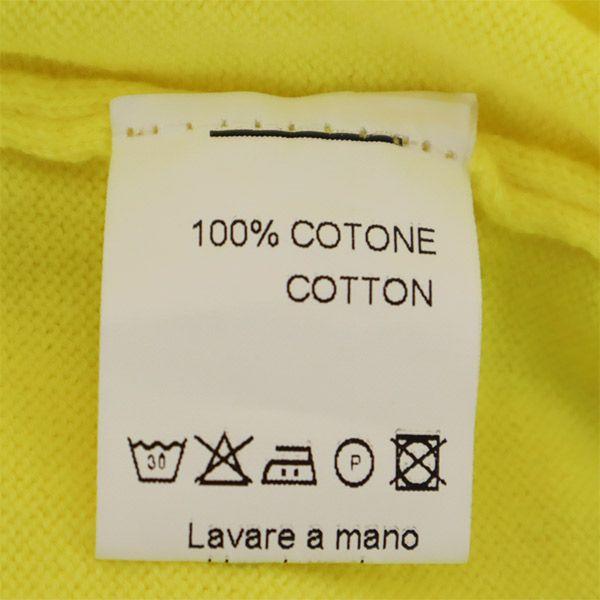 100% COTONE
COTTON
30 P
Lavare a mano